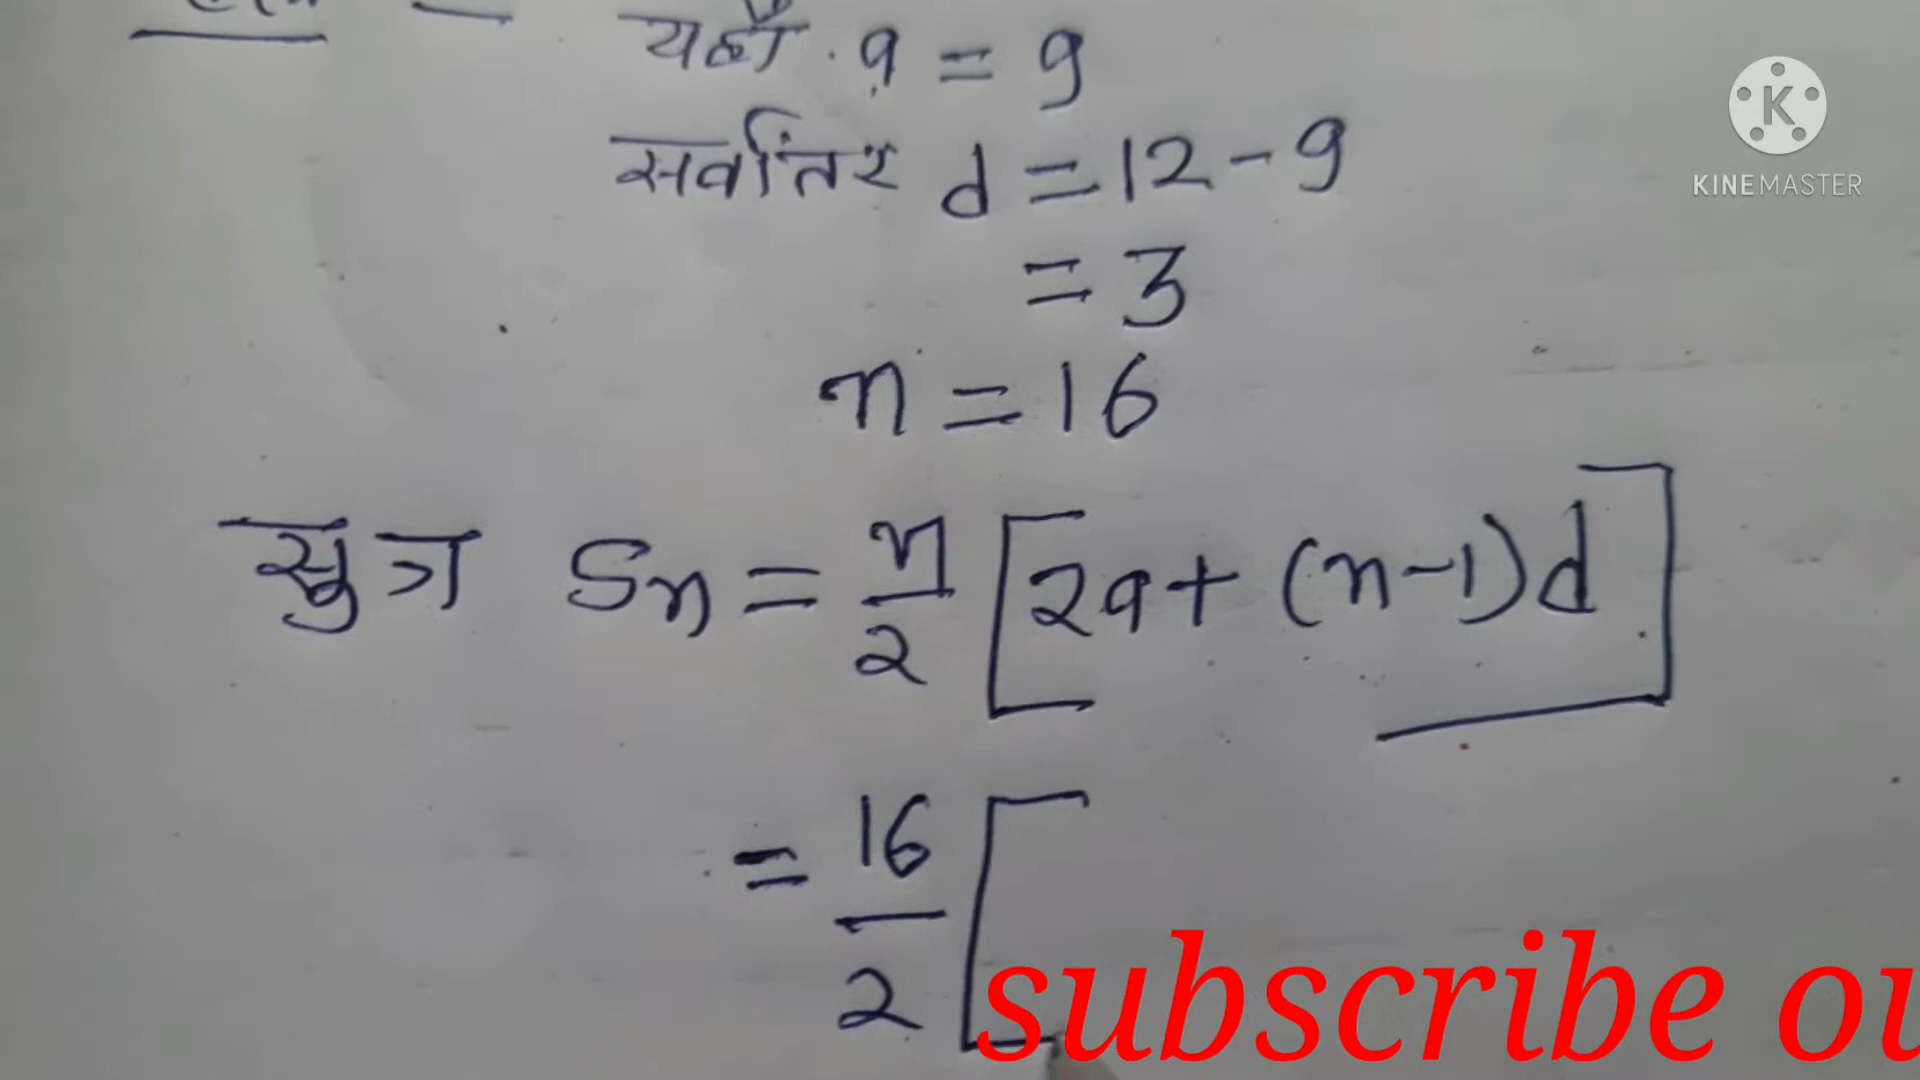 यहाँ a = 9
सर्वांतर d = 12 - 9
= 3
n = 16
सुत्र Sn = n/2 [2a + (n-1)d]
= 16/2 [
K
KINEMASTER
subscribe ou